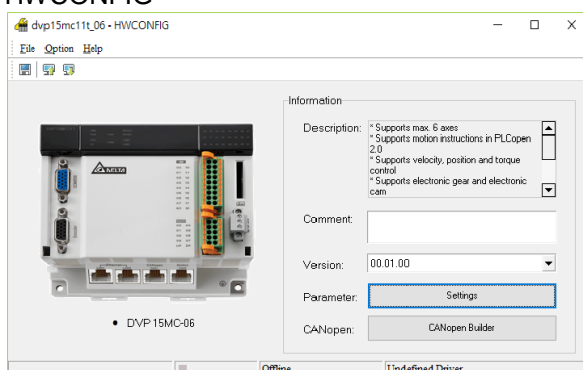 HWCONFIG
dvp15mc11t_06 - HWCONFIG
File Option Help
Information
Description:
* Supports max. 6 axes
* Supports motion instructions in PLCopen
2.0
* Supports velocity, position and torque
control
* Supports electronic gear and electronic
cam
DELTA
Comment:
Version: 00.01.00
Parameter: Settings
• DVP15MC-06
CANopen: CANopen Builder
Offline Undefined Driver